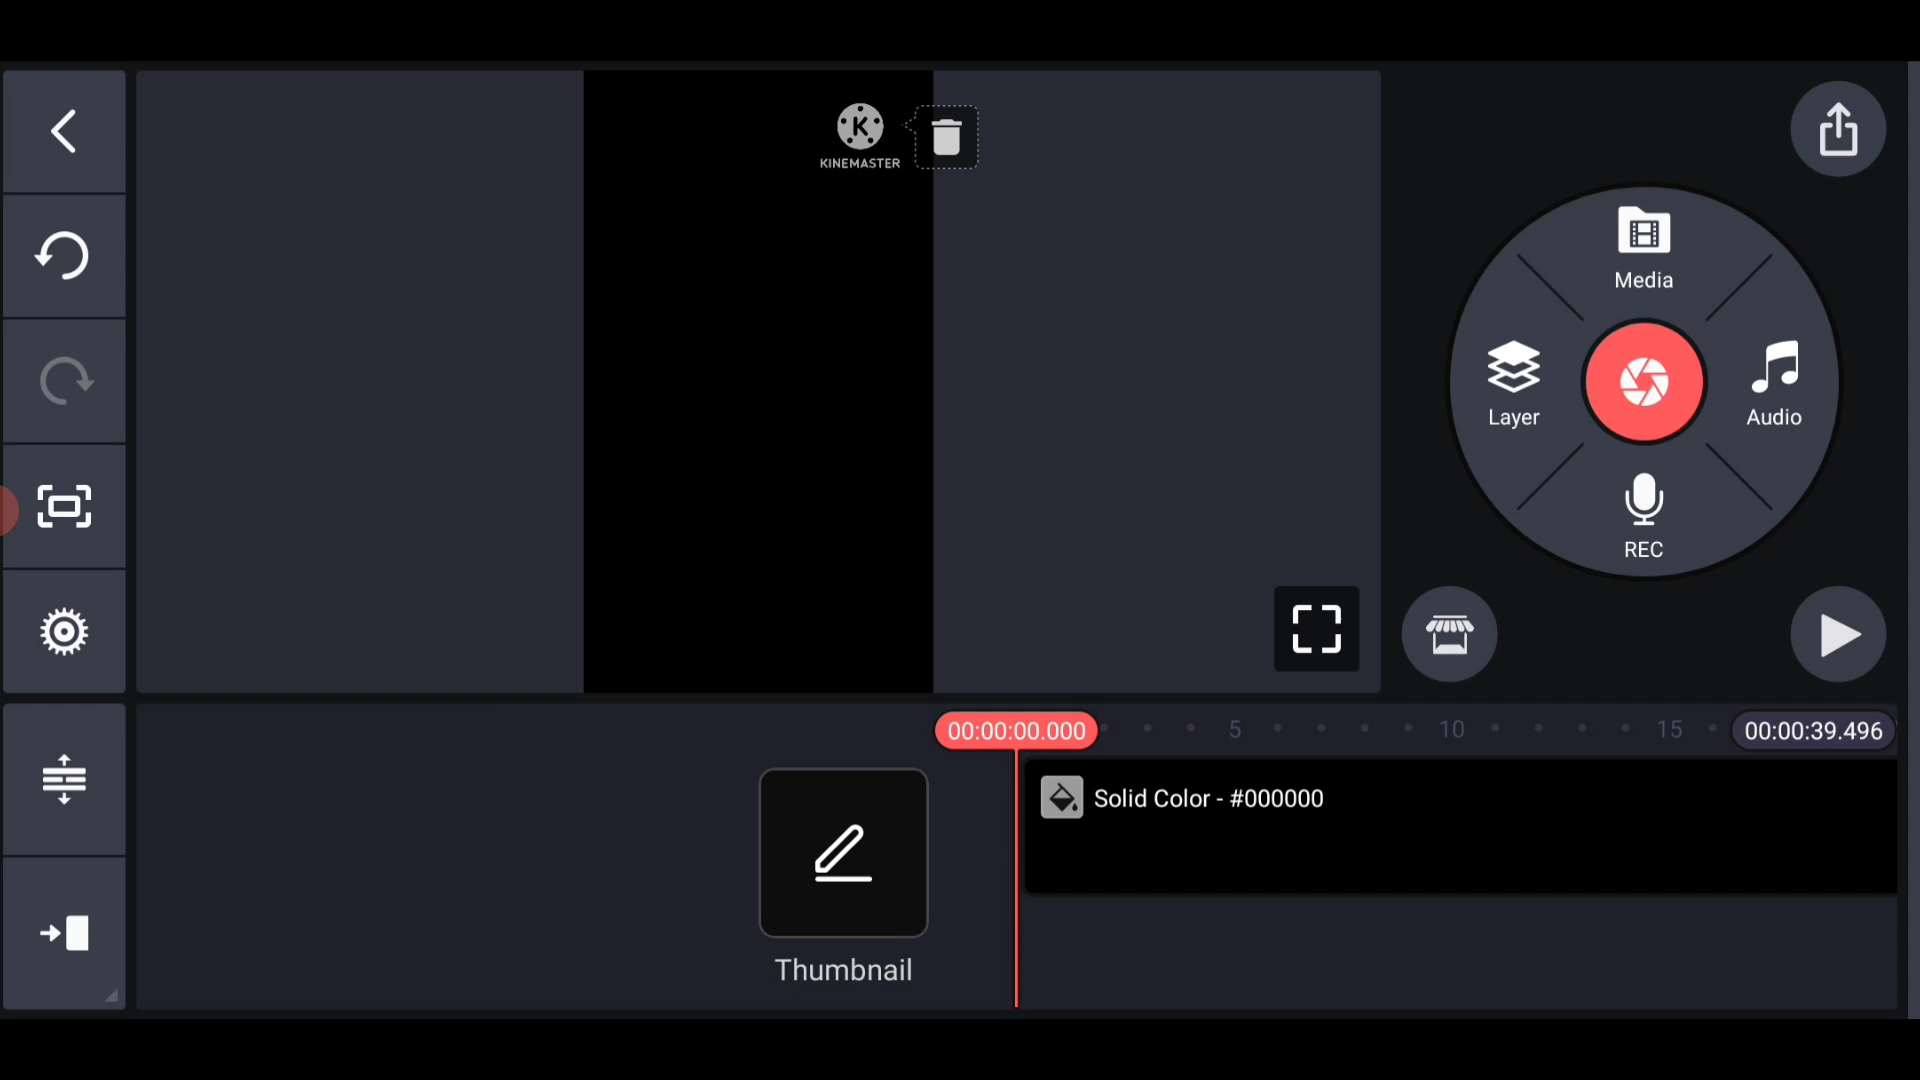 KINEMASTER
Media
Layer
Audio
REC
00:00:00.000
5
10
15
00:00:39.496
Solid Color - #000000
Thumbnail